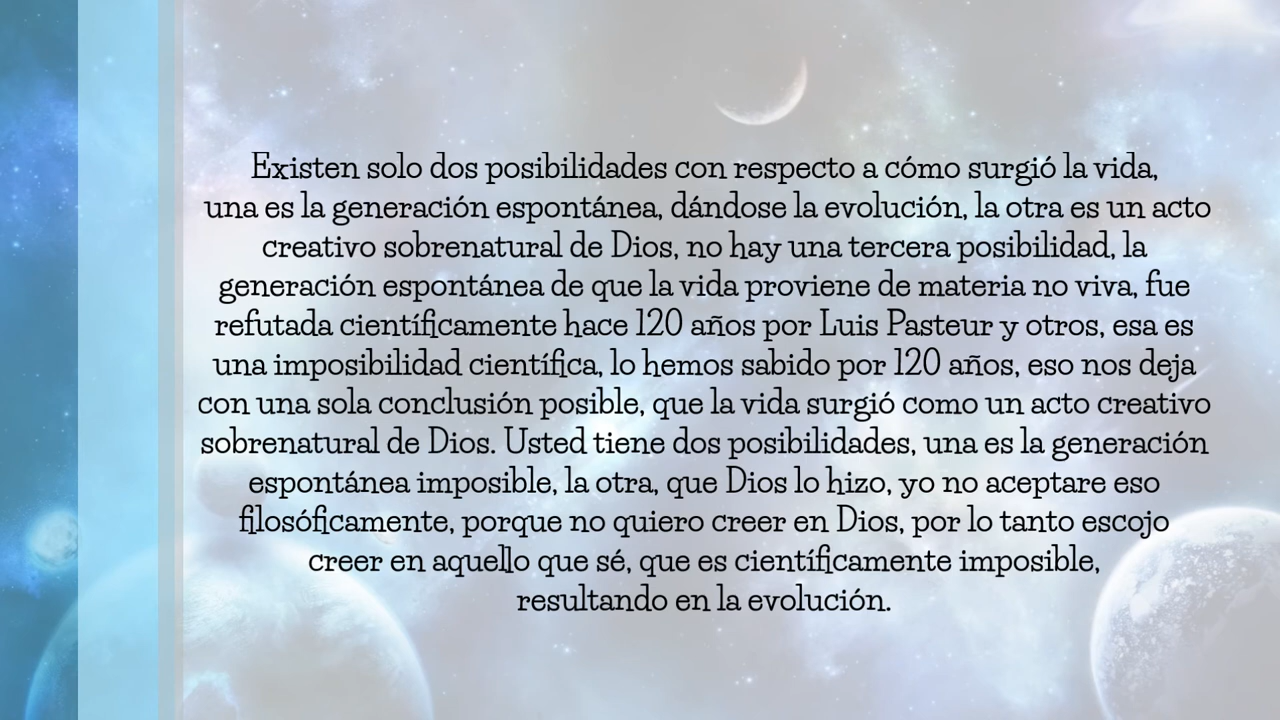 Existen solo dos posibilidades con respecto a cómo surgió la vida,
una es la generación espontánea, dándose la evolución, la otra es un acto
creativo sobrenatural de Dios, no hay una tercera posibilidad, la
generación espontánea de que la vida proviene de materia no viva, fue
refutada científicamente hace 120 años por Luis Pasteur y otros, esa es
una imposibilidad científica, lo hemos sabido por 120 años, eso nos deja
con una sola conclusión posible, que la vida surgió como un acto creativo
sobrenatural de Dios. Usted tiene dos posibilidades, una es la generación
espontánea imposible, la otra, que Dios lo hizo, yo no aceptare eso
filosóficamente, porque no quiero creer en Dios, por lo tanto escojo
creer en aquello que sé, que es científicamente imposible,
resultando en la evolución.